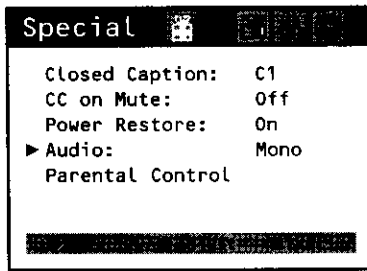 Special
Closed Caption: C1
CC on Mute: Off
Power Restore: On
►Audio: Mono
Parental Control